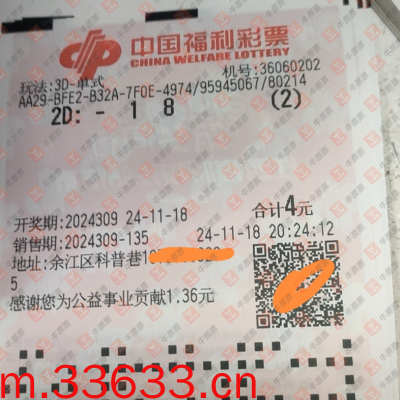 中国福利彩票
CHINA WELFARE LOTTERY
玩法:3D-单式 机号:36060202
AA29-BFE2-B32A-7F0E-4974/95945067/80214
2D: - 1 8 (2)
开奖期:2024309 24-11-18 合计4元
销售期:2024309-135 24-11-18 20:24:12
地址:余江区科普巷
5
感谢您为公益事业贡献1.36元
m.33633.cn